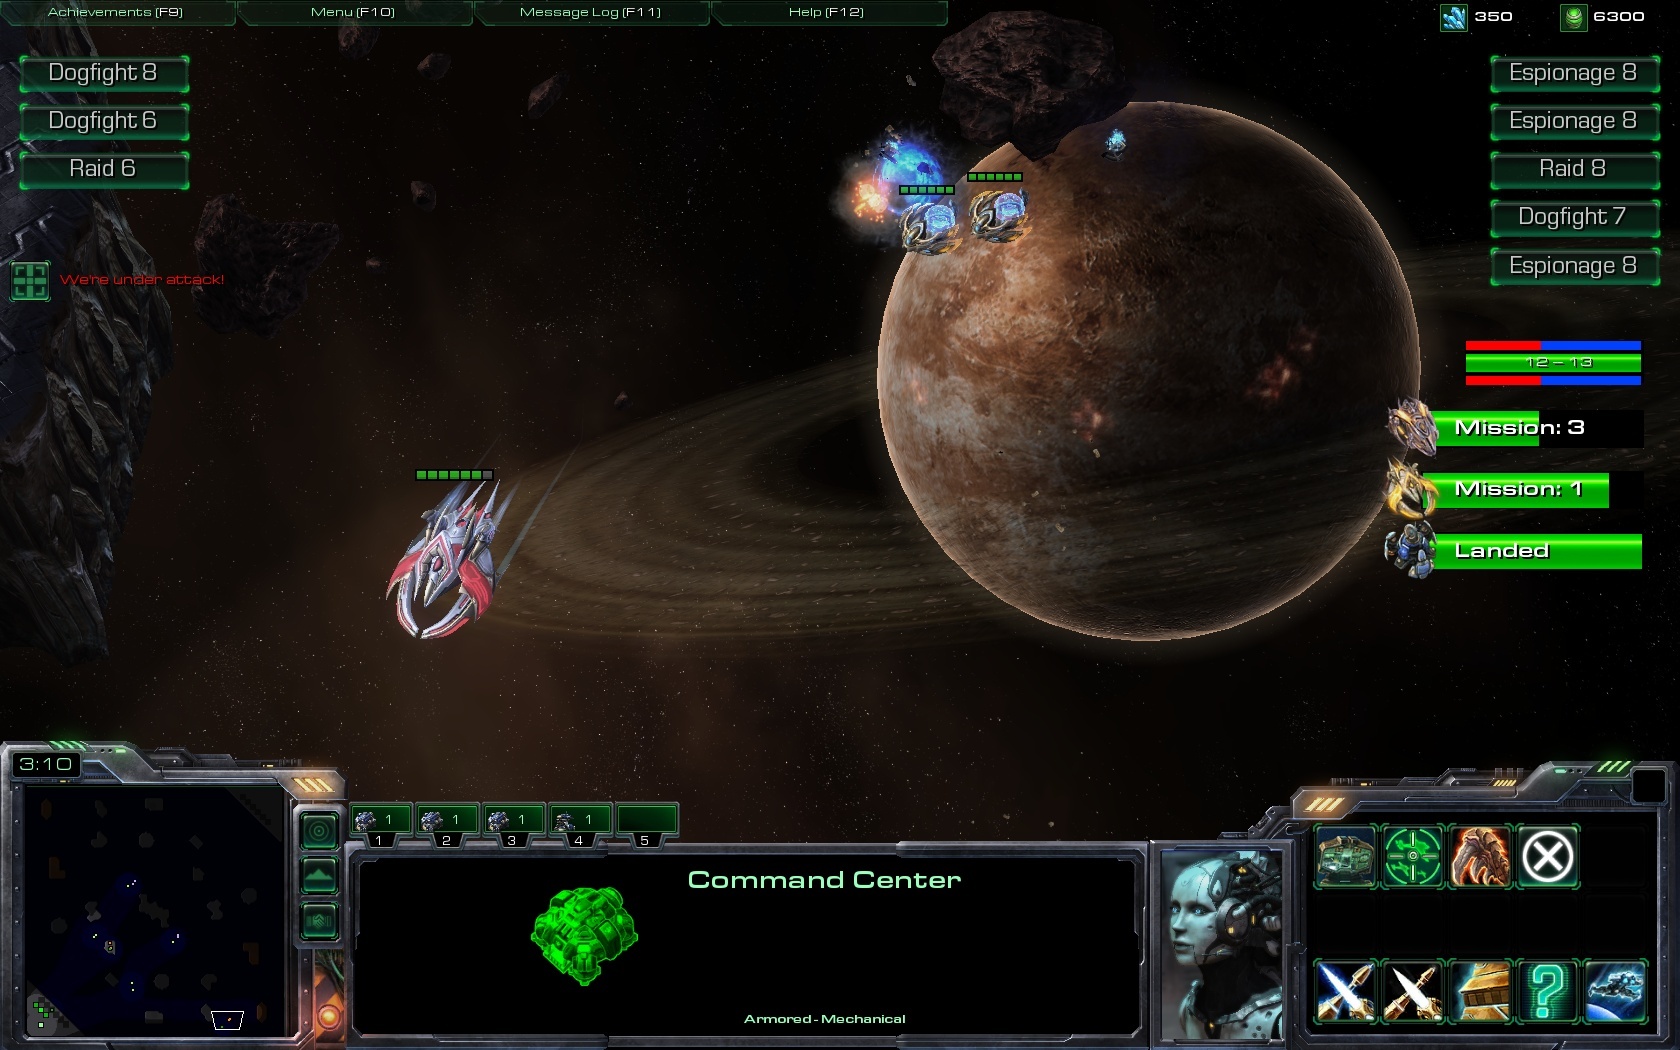 Achievements (F9)
Menu (F10)
Message Log (F11)
Help (F12)
350
6300
Dogfight 8
Dogfight 6
Raid 6
We're under attack!
Espionage 8
Espionage 8
Raid 8
Dogfight 7
Espionage 8
12 – 13
Mission: 3
Mission: 1
Landed
3:10
1
1
1
1
1
2
3
4
5
Command Center
Armored - Mechanical
?